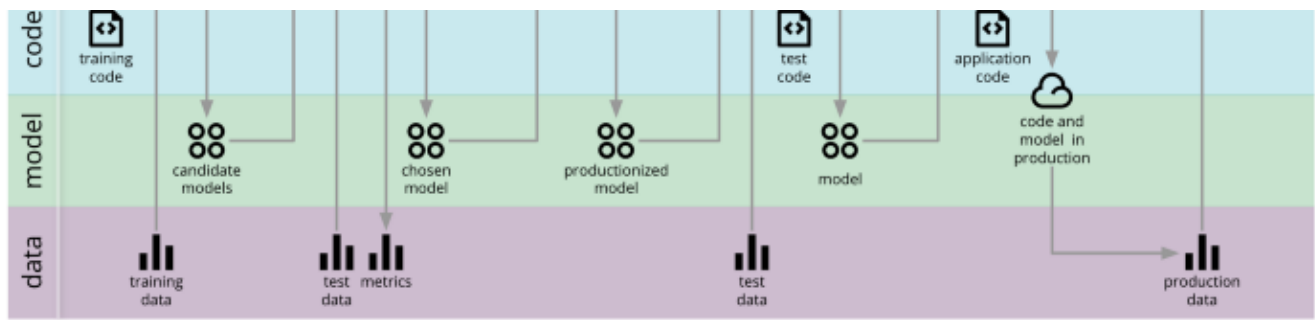 code
training
code
test
code
application
code
model
candidate
models
chosen
model
productionized
model
model
code and
model in
production
data
training
data
test
data
metrics
test
data
production
data